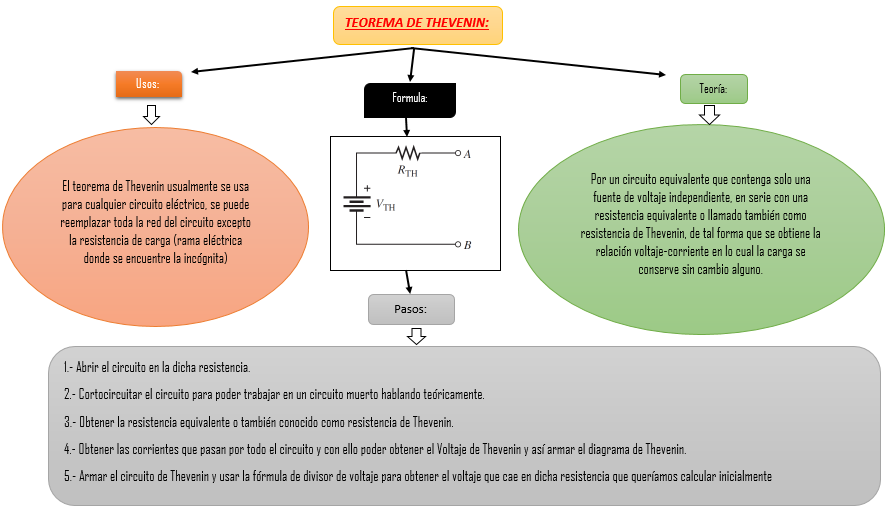 TEOREMA DE THEVENIN:
Usos:
Formula:
Teoría:
El teorema de Thevenin usualmente se usa
para cualquier circuito eléctrico, se puede
reemplazar toda la red del circuito excepto
la resistencia de carga (rama eléctrica
donde se encuentre la incógnita)
A
R_TH
+
V_TH
−
B
Por un circuito equivalente que contenga solo una
fuente de voltaje independiente, en serie con una
resistencia equivalente o llamado también como
resistencia de Thevenin, de tal forma que se obtiene la
relación voltaje-corriente en lo cual la carga se
conserve sin cambio alguno.
Pasos:
1.- Abrir el circuito en la dicha resistencia.
2.- Cortocircuitar el circuito para poder trabajar en un circuito muerto hablando teóricamente.
3.- Obtener la resistencia equivalente o también conocido como resistencia de Thevenin.
4.- Obtener las corrientes que pasan por todo el circuito y con ello poder obtener el Voltaje de Thevenin y así armar el diagrama de Thevenin.
5.- Armar el circuito de Thevenin y usar la fórmula de divisor de voltaje para obtener el voltaje que cae en dicha resistencia que queríamos calcular inicialmente